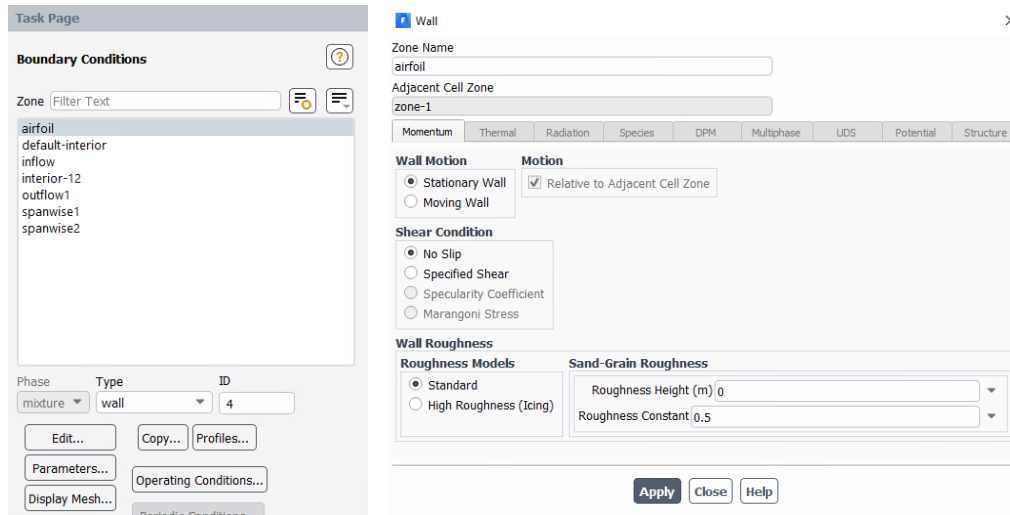 Task Page
Boundary Conditions
?
Zone Filter Text
airfoil
default-interior
inflow
interior-12
outflow1
spanwise1
spanwise2
Phase Type ID
mixture wall 4
Edit... Copy... Profiles...
Parameters... Operating Conditions...
Display Mesh... Periodic Conditions...
Wall
Zone Name
airfoil
Adjacent Cell Zone
zone-1
Momentum Thermal Radiation Species DPM Multiphase UDS Potential Structure
Wall Motion Motion
Stationary Wall Relative to Adjacent Cell Zone
Moving Wall
Shear Condition
No Slip
Specified Shear
Specularity Coefficient
Marangoni Stress
Wall Roughness
Roughness Models Sand-Grain Roughness
Standard Roughness Height (m) 0
High Roughness (Icing) Roughness Constant 0.5
Apply Close Help